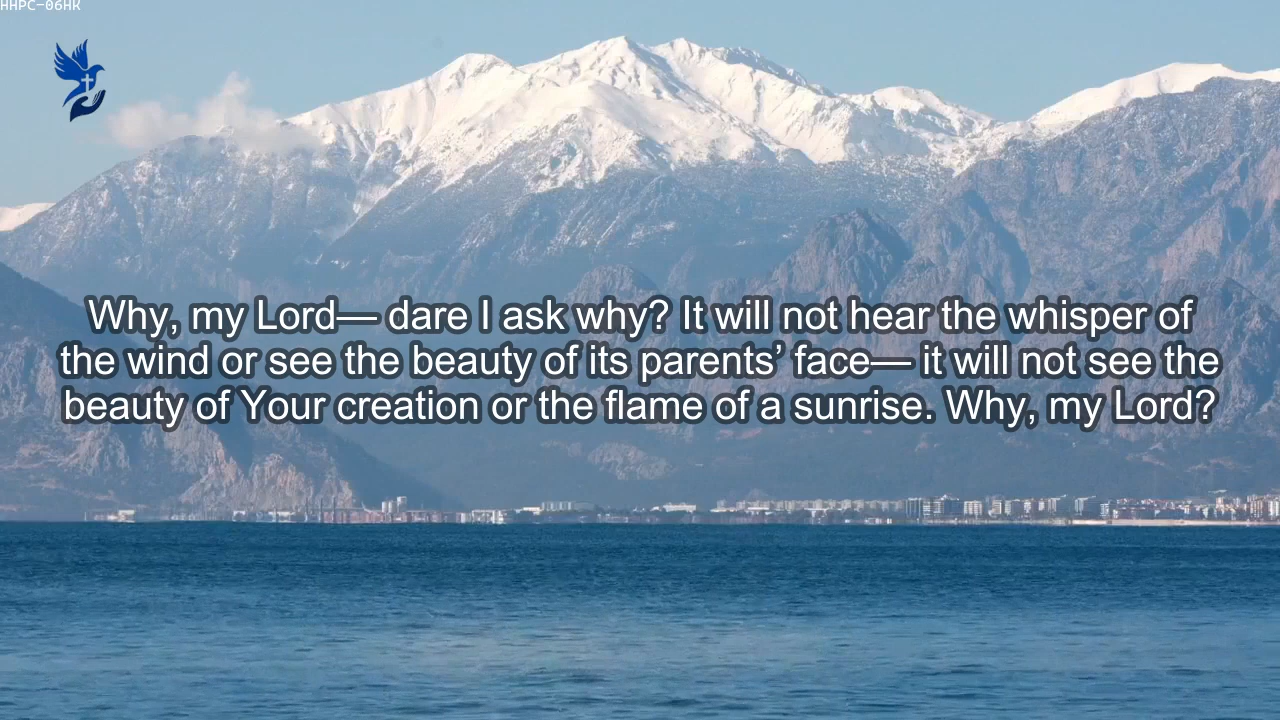 HHPC-06HK
Why, my Lord— dare I ask why? It will not hear the whisper of
the wind or see the beauty of its parents’ face— it will not see the
beauty of Your creation or the flame of a sunrise. Why, my Lord?